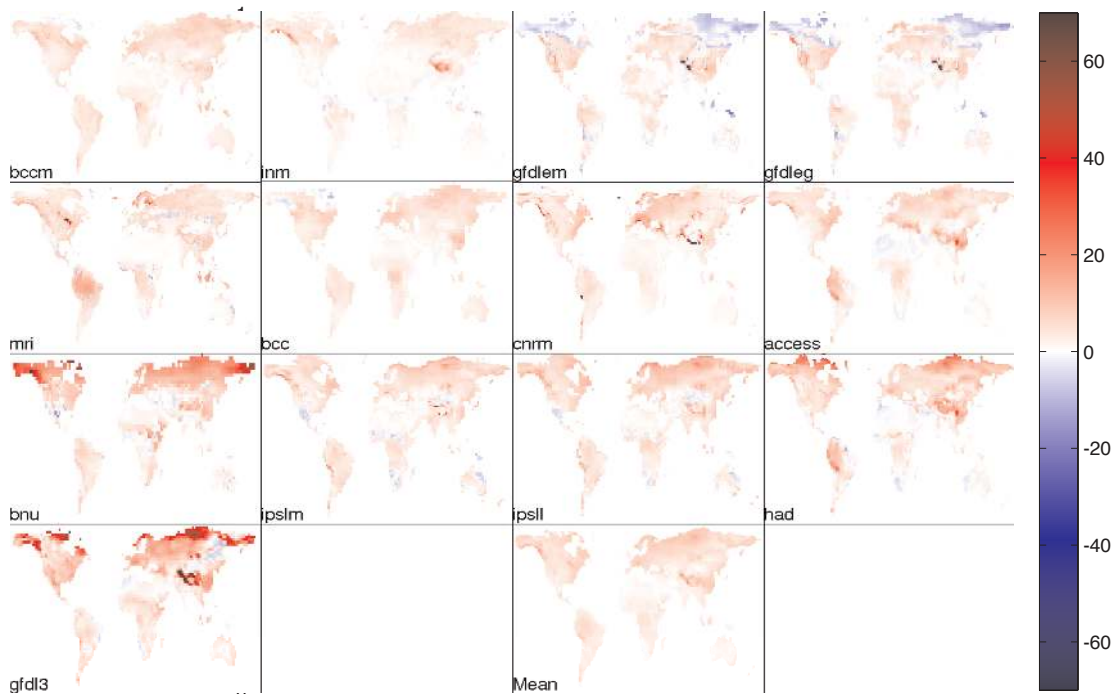 bccm
inm
gfdlem
gfdleg
mri
bcc
cnrm
access
bnu
ipslm
ipsll
had
gfdl3
Mean
60
40
20
0
-20
-40
-60